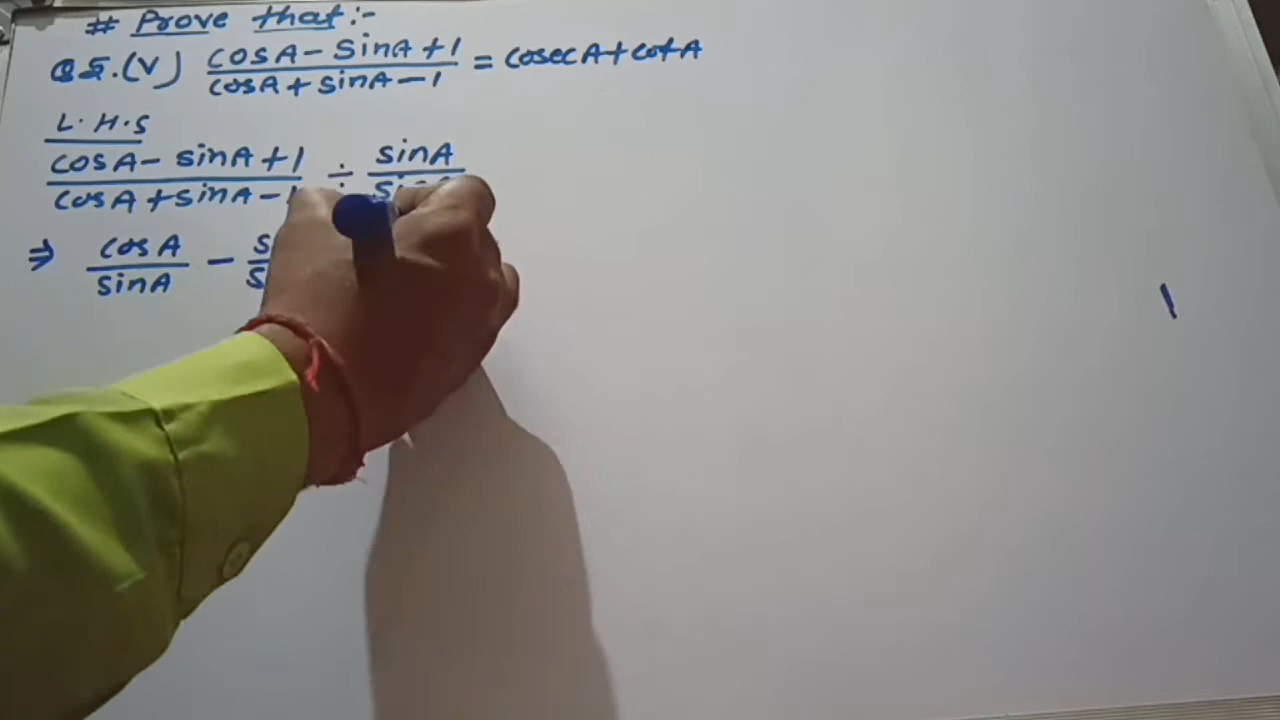 # Prove that:-
Q5.(V) cosA - sinA + 1 / cosA + sinA - 1 = cosecA + cotA
L.H.S
cosA - sinA + 1 / cosA + sinA - 1 ÷ sinA
⇒ cosA / sinA -